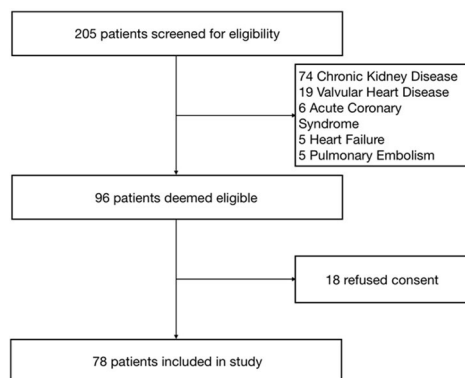 205 patients screened for eligibility
74 Chronic Kidney Disease
19 Valvular Heart Disease
6 Acute Coronary
Syndrome
5 Heart Failure
5 Pulmonary Embolism
96 patients deemed eligible
18 refused consent
78 patients included in study